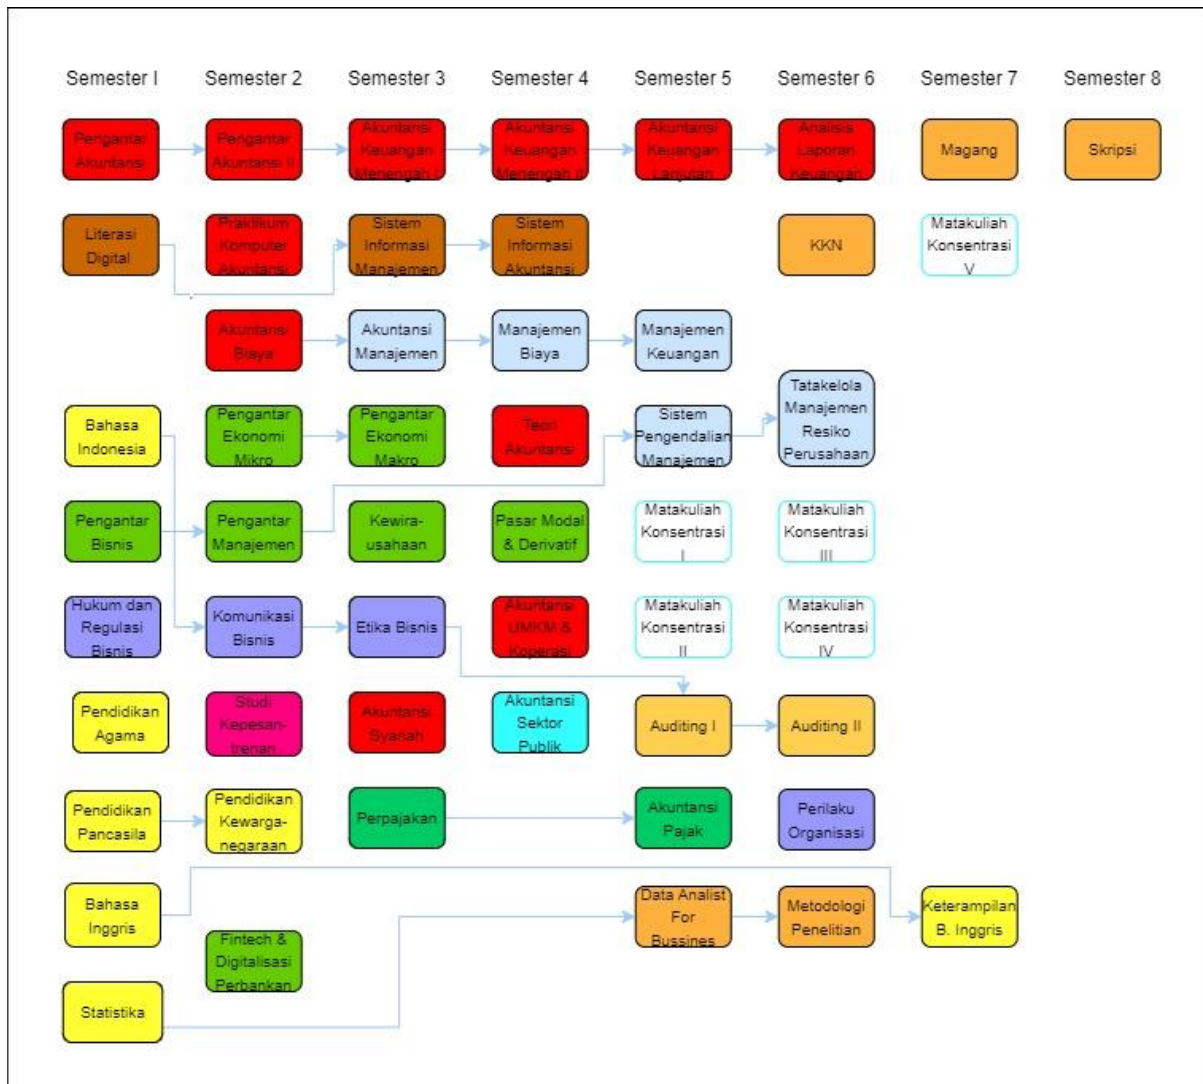 Semester I
Semester 2
Semester 3
Semester 4
Semester 5
Semester 6
Semester 7
Semester 8
Pengantar
Akuntansi
Pengantar
Akuntansi II
Akuntansi
Keuangan
Menengah I
Akuntansi
Keuangan
Menengah II
Akuntansi
Keuangan
Lanjutan
Analisis
Laporan
Keuangan
Magang
Skripsi
Literasi
Digital
Praktikum
Komputer
Akuntansi
Sistem
Informasi
Manajemen
Sistem
Informasi
Akuntansi
KKN
Matakuliah
Konsentrasi
V
Akuntansi
Biaya
Akuntansi
Manajemen
Manajemen
Biaya
Manajemen
Keuangan
Bahasa
Indonesia
Pengantar
Ekonomi
Mikro
Pengantar
Ekonomi
Makro
Teori
Akuntansi
Sistem
Pengendalian
Manajemen
Tatakelola
Manajemen
Resiko
Perusahaan
Pengantar
Bisnis
Pengantar
Manajemen
Kewira-
usahaan
Pasar Modal
& Derivatif
Matakuliah
Konsentrasi
I
Matakuliah
Konsentrasi
III
Hukum dan
Regulasi
Bisnis
Komunikasi
Bisnis
Etika Bisnis
Akuntansi
UMKM &
Koperasi
Matakuliah
Konsentrasi
II
Matakuliah
Konsentrasi
IV
Pendidikan
Agama
Studi
Kepesan-
trenan
Akuntansi
Syariah
Akuntansi
Sektor
Publik
Auditing I
Auditing II
Pendidikan
Pancasila
Pendidikan
Kewarga-
negaraan
Perpajakan
Akuntansi
Pajak
Perilaku
Organisasi
Bahasa
Inggris
Fintech &
Digitalisasi
Perbankan
Data Analist
For
Bussines
Metodologi
Penelitian
Keterampilan
B. Inggris
Statistika